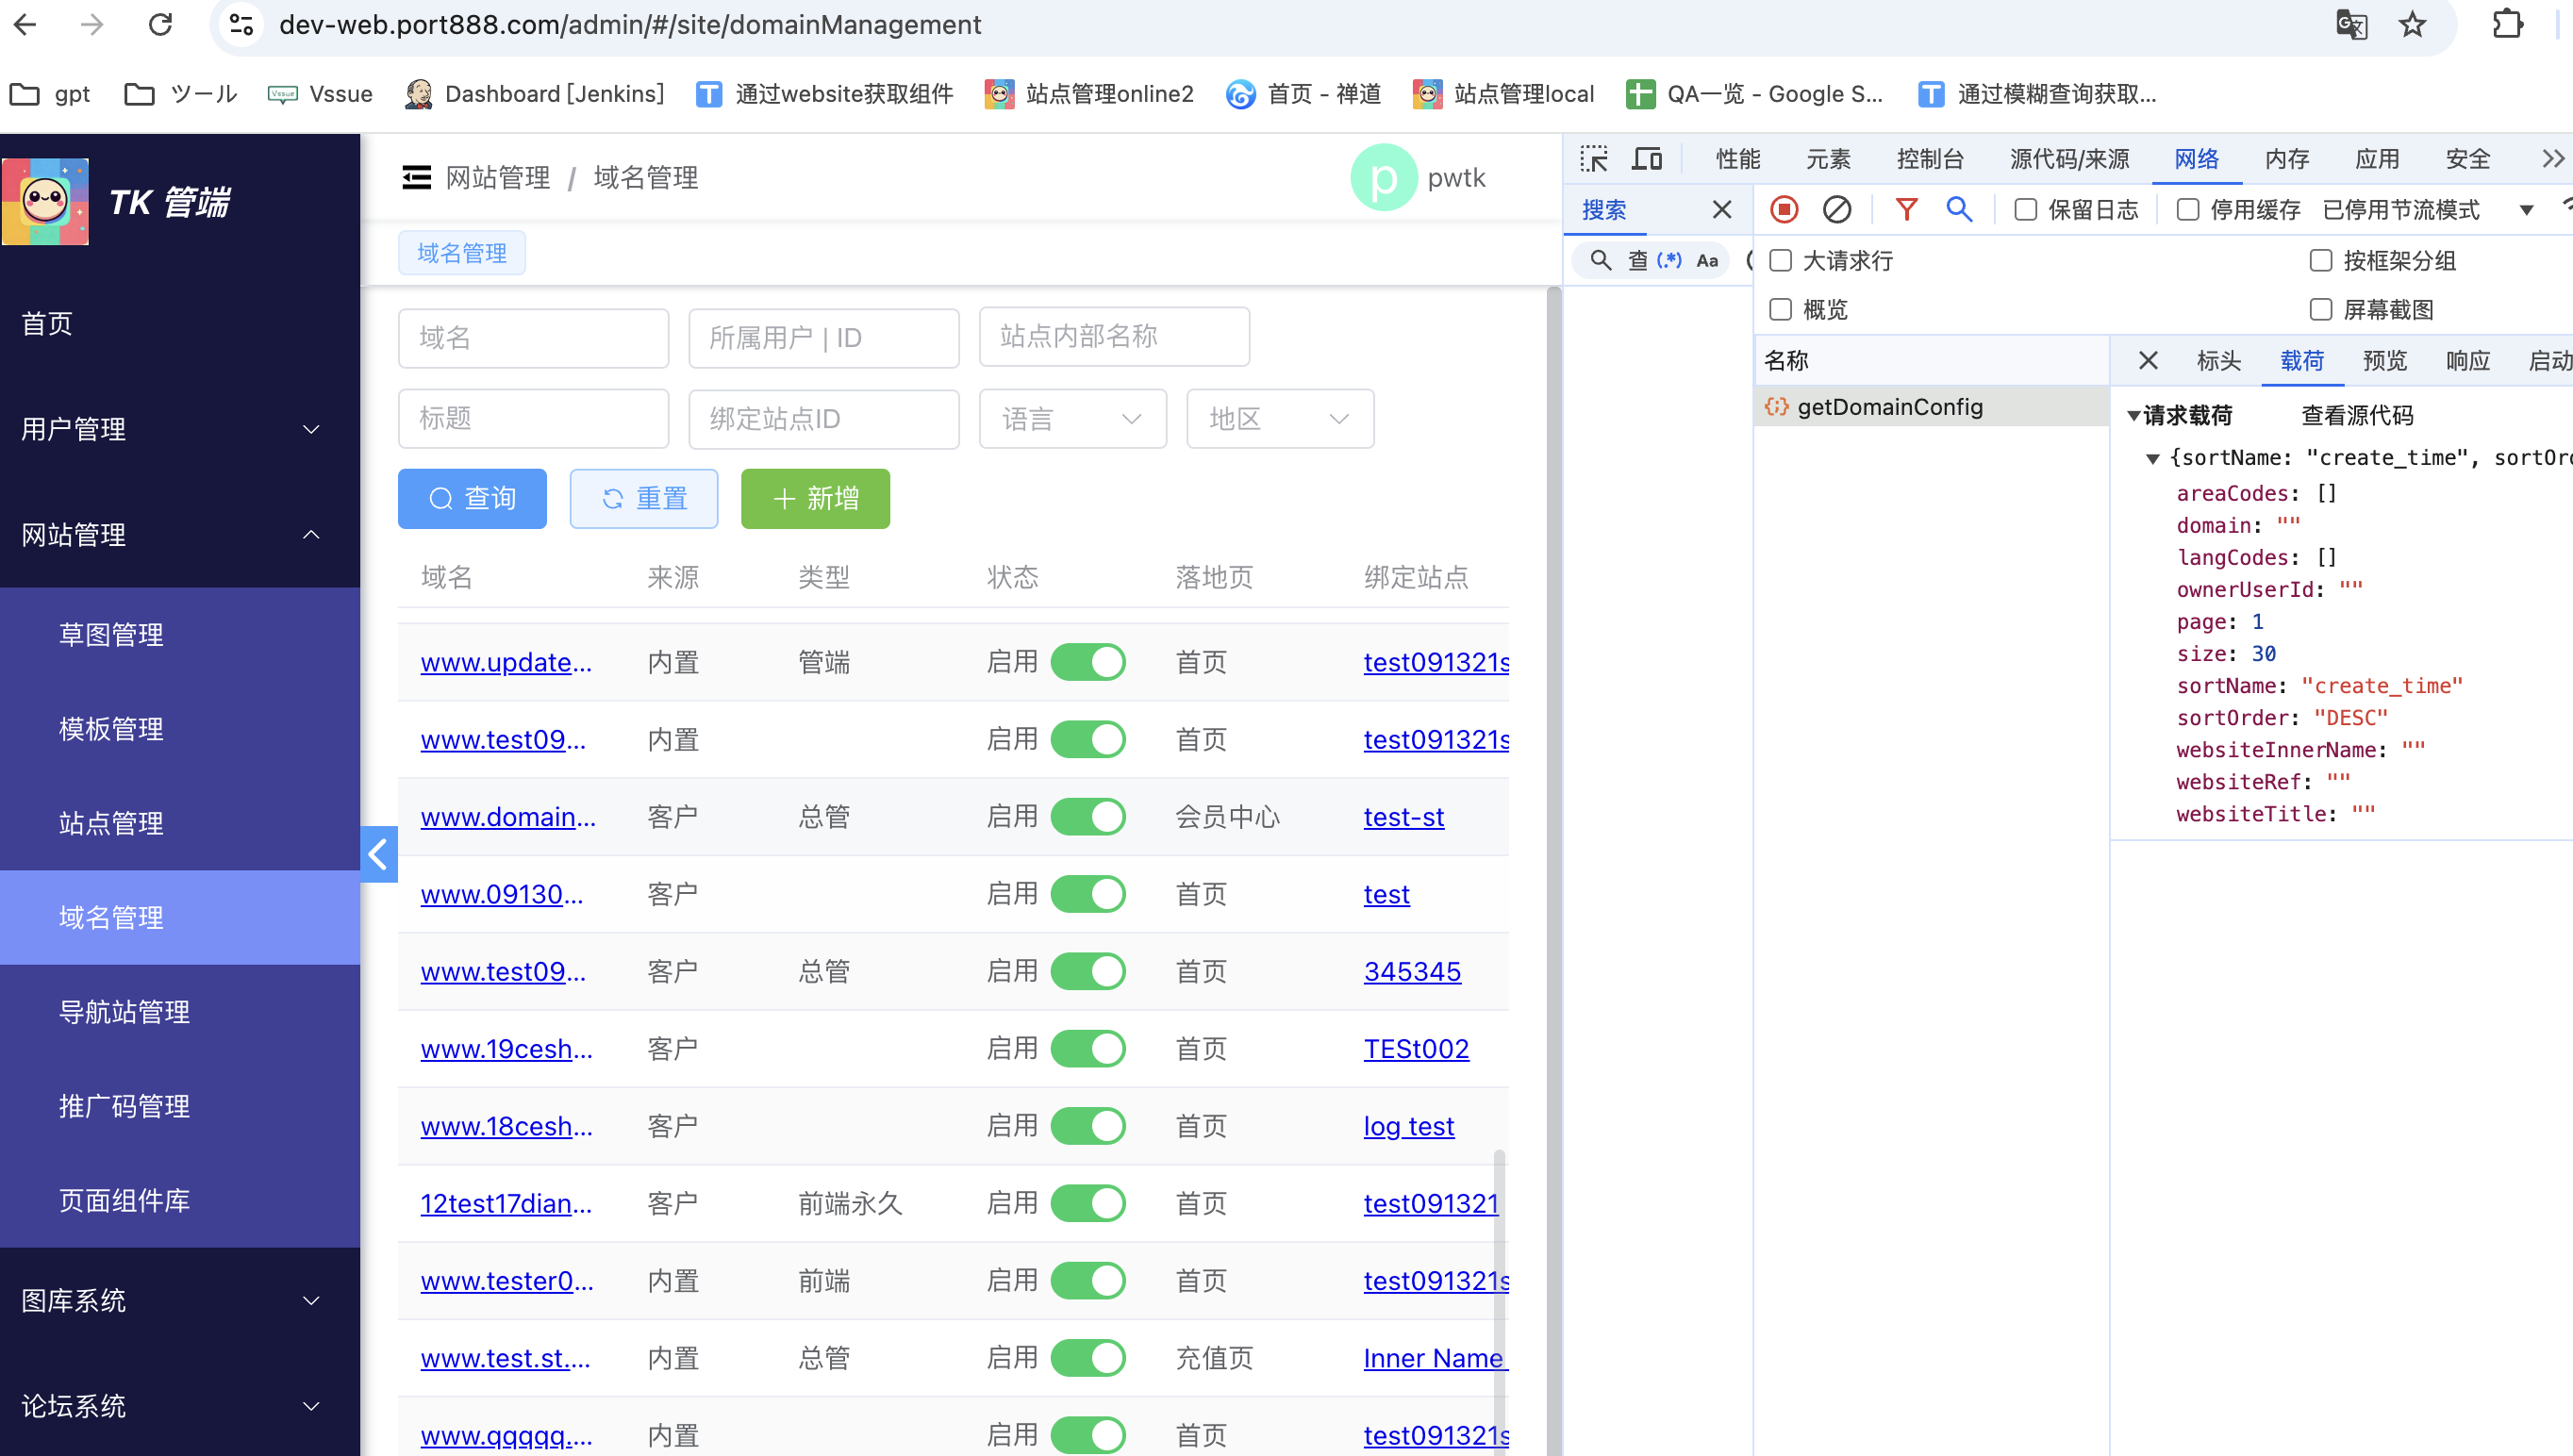 dev-web.port888.com/admin/#/site/domainManagement
gpt ツール Vssue Dashboard [Jenkins] 通过website获取组件 站点管理online2 首页 - 禅道 站点管理local QA一览 - Google S... 通过模糊查询获取...
TK 管端
首页
用户管理
网站管理
草图管理
模板管理
站点管理
域名管理
导航站管理
推广码管理
页面组件库
图库系统
论坛系统
网站管理 / 域名管理
p pwtk
域名管理
域名 所属用户 | ID 站点内部名称
标题 绑定站点ID 语言 地区
查询 重置 新增
域名 来源 类型 状态 落地页 绑定站点
www.update... 内置 管端 启用 首页 test091321s
www.test09... 内置 启用 首页 test091321s
www.domain... 客户 总管 启用 会员中心 test-st
www.09130... 客户 启用 首页 test
www.test09... 客户 总管 启用 首页 345345
www.19cesh... 客户 启用 首页 TESt002
www.18cesh... 客户 启用 首页 log test
12test17dian... 客户 前端永久 启用 首页 test091321
www.tester0... 内置 前端 启用 首页 test091321s
www.test.st.... 内置 总管 启用 充值页 Inner Name
www.qqqqq.... 内置 启用 首页 test091321s
性能 元素 控制台 源代码/来源 网络 内存 应用 安全
搜索 保留日志 停用缓存 已停用节流模式
查 (.*) Aa
大请求行 按框架分组
概览 屏幕截图
名称 标头 载荷 预览 响应 启动
getDomainConfig
请求载荷 查看源代码
{sortName: "create_time", sortOrd
areaCodes: []
domain: ""
langCodes: []
ownerUserId: ""
page: 1
size: 30
sortName: "create_time"
sortOrder: "DESC"
websiteInnerName: ""
websiteRef: ""
websiteTitle: ""